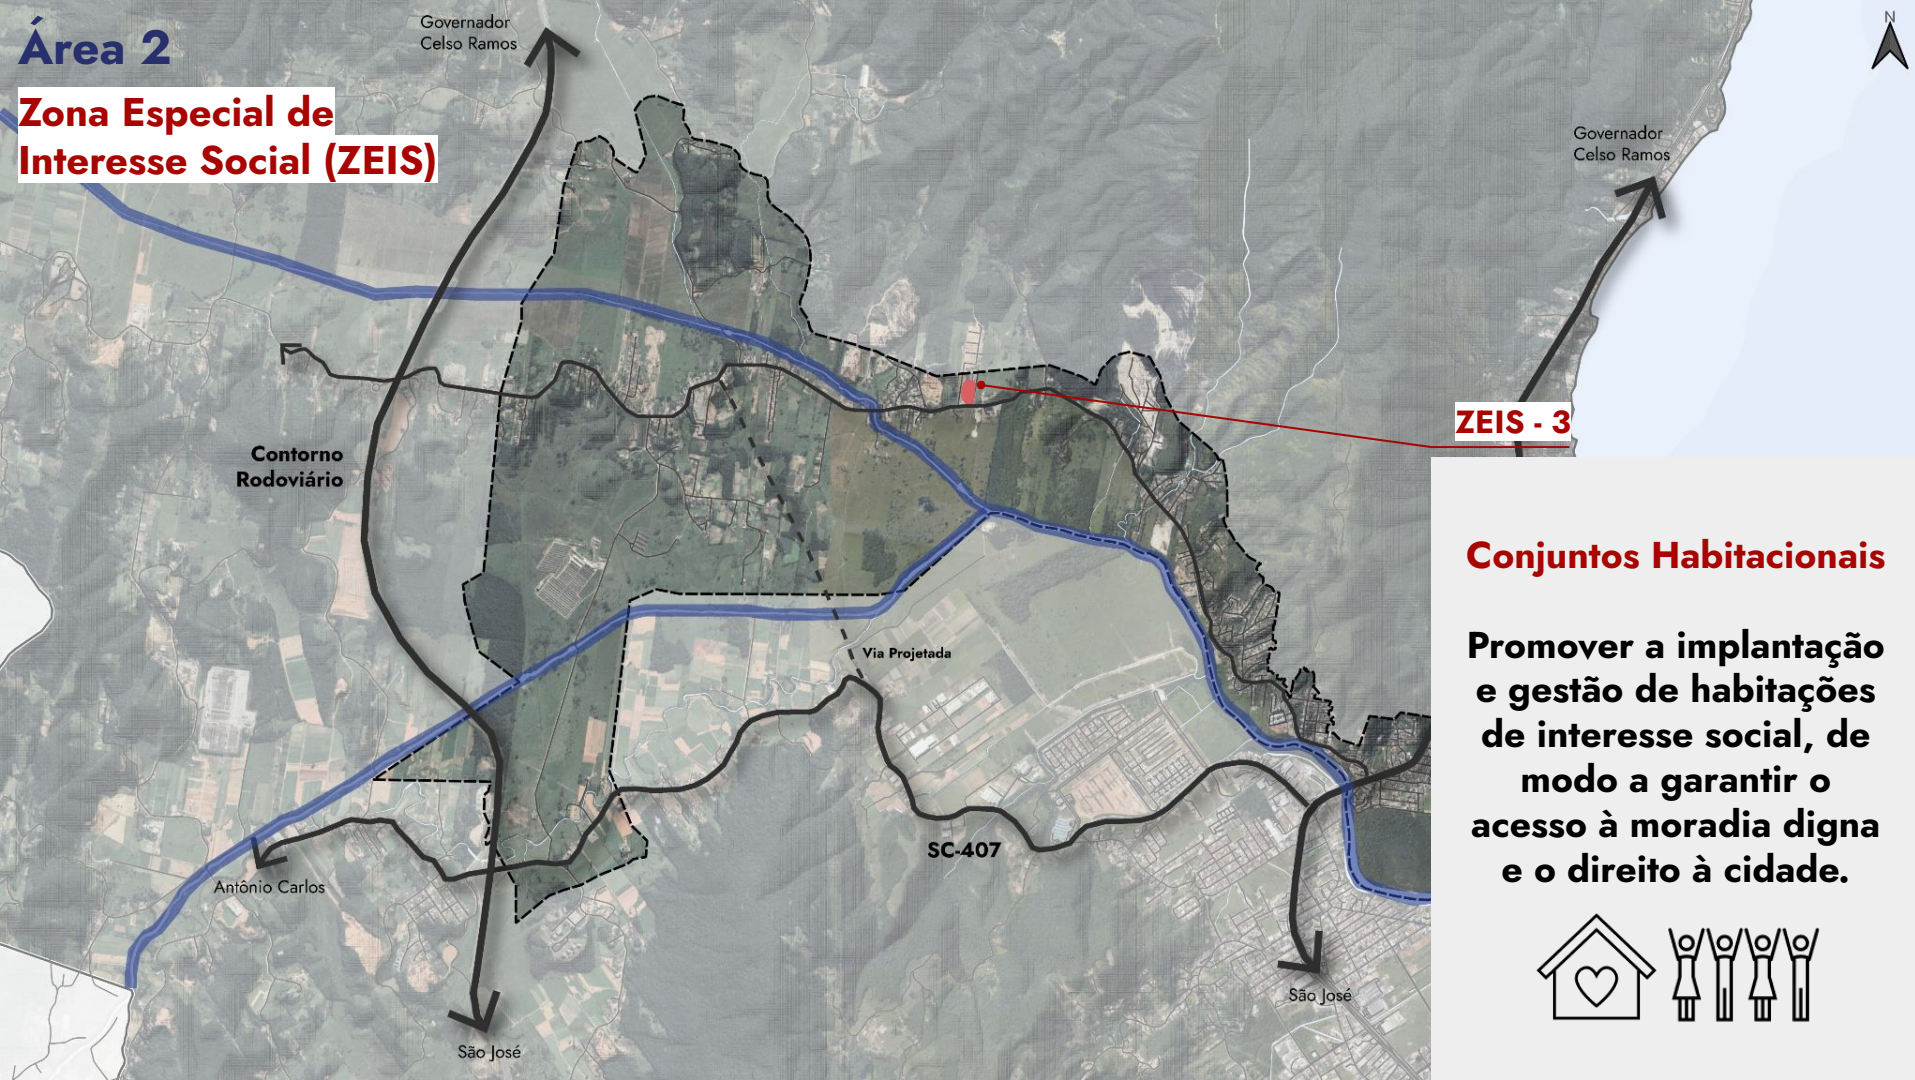 Área 2
Zona Especial de
Interesse Social (ZEIS)
Governador
Celso Ramos
N
Governador
Celso Ramos
Contorno
Rodoviário
ZEIS - 3
Via Projetada
SC-407
Antônio Carlos
São José
São José
Conjuntos Habitacionais
Promover a implantação
e gestão de habitações
de interesse social, de
modo a garantir o
acesso à moradia digna
e o direito à cidade.